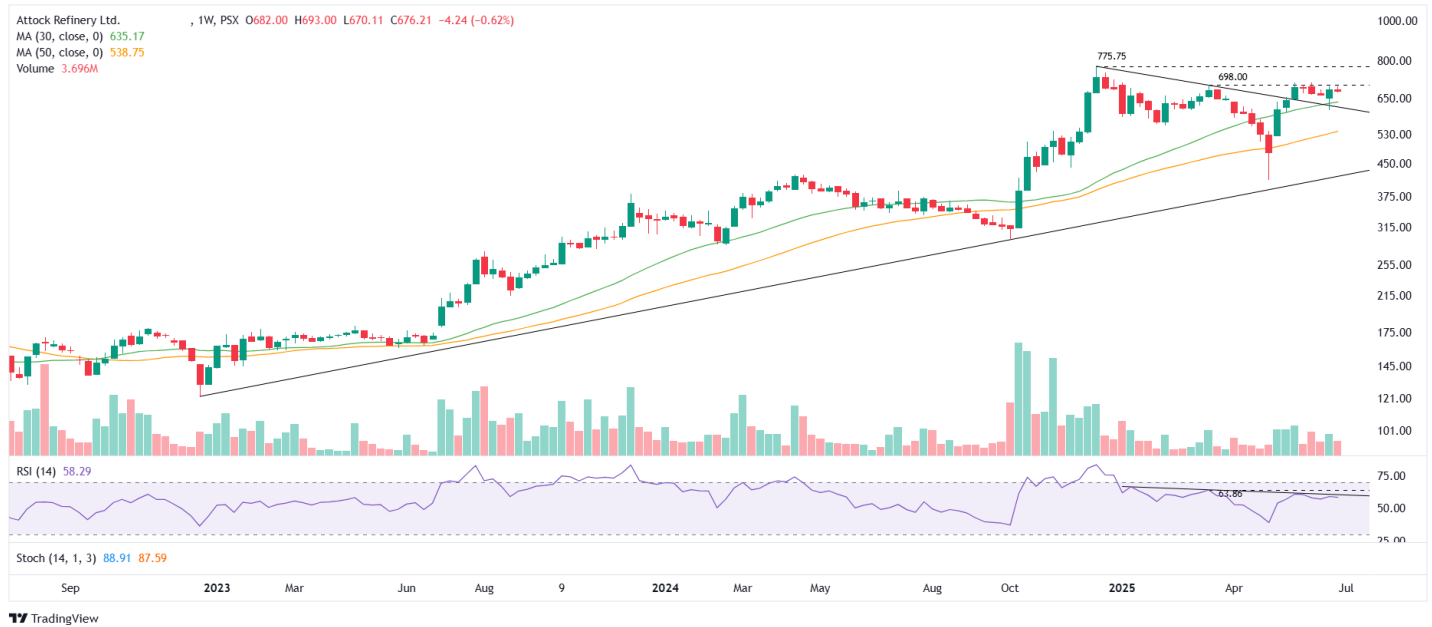 Attock Refinery Ltd. , 1W, PSX O682.00 H693.00 L670.11 C676.21 −4.24 (−0.62%)
MA (30, close, 0) 635.17
MA (50, close, 0) 538.75
Volume 3.696M
775.75
698.00
1000.00
800.00
650.00
530.00
450.00
375.00
315.00
255.00
215.00
175.00
145.00
121.00
101.00
RSI (14) 58.29
63.86
75.00
50.00
25.00
Stoch (14, 1, 3) 88.91 87.59
Sep 2023 Mar Jun Aug 9 2024 Mar May Aug Oct 2025 Apr Jul
TradingView